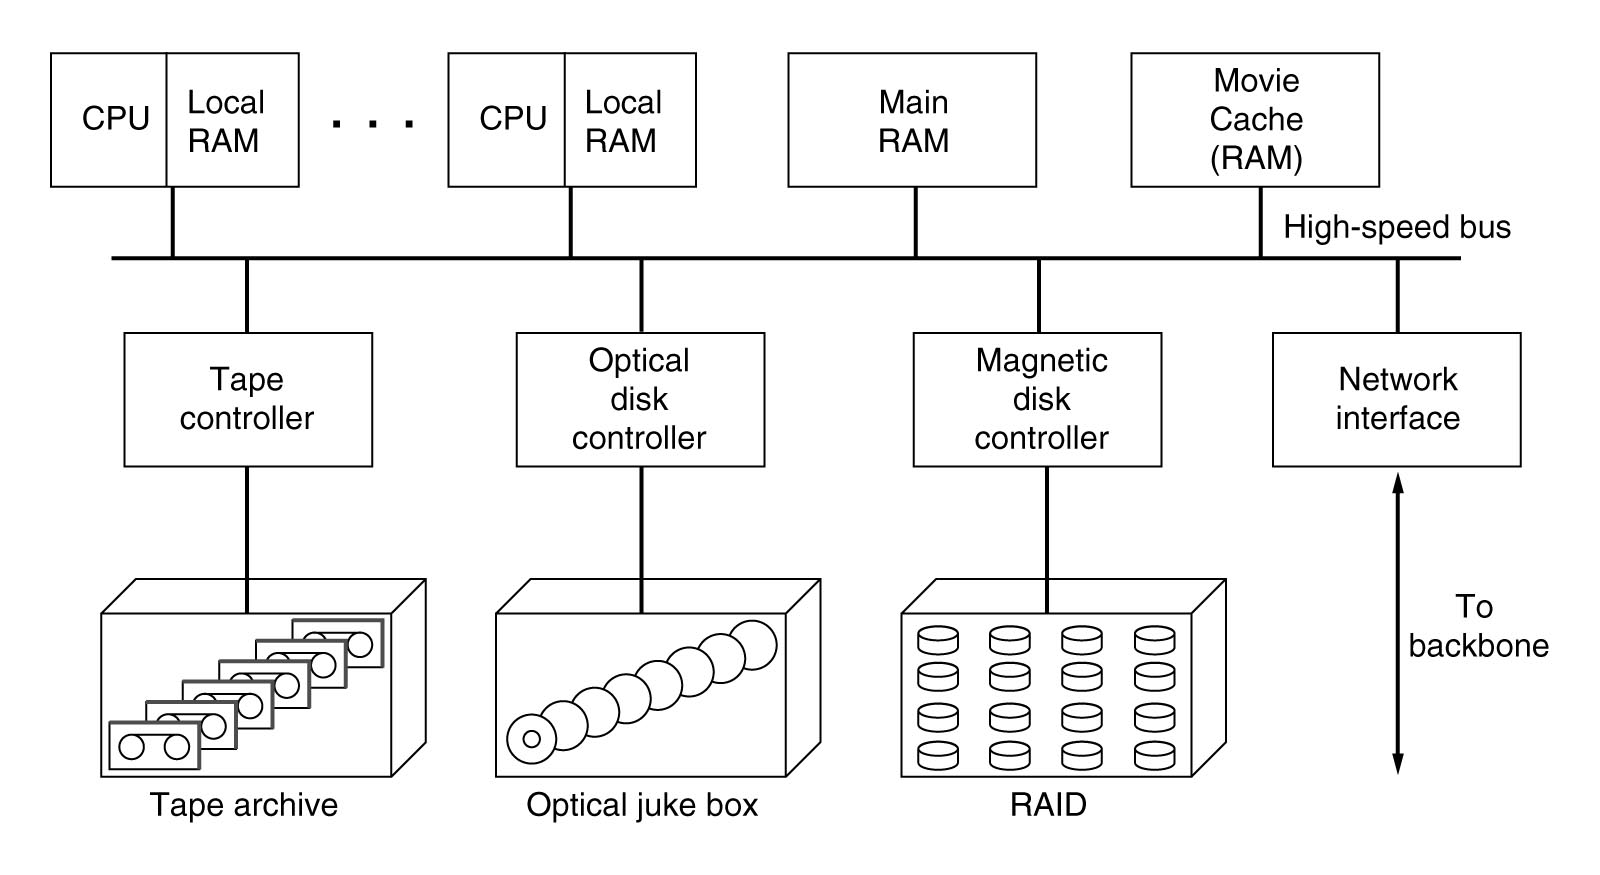 CPU
Local
RAM
. . .
CPU
Local
RAM
Main
RAM
Movie
Cache
(RAM)
High-speed bus
Tape
controller
Optical
disk
controller
Magnetic
disk
controller
Network
interface
To
backbone
Tape archive
Optical juke box
RAID